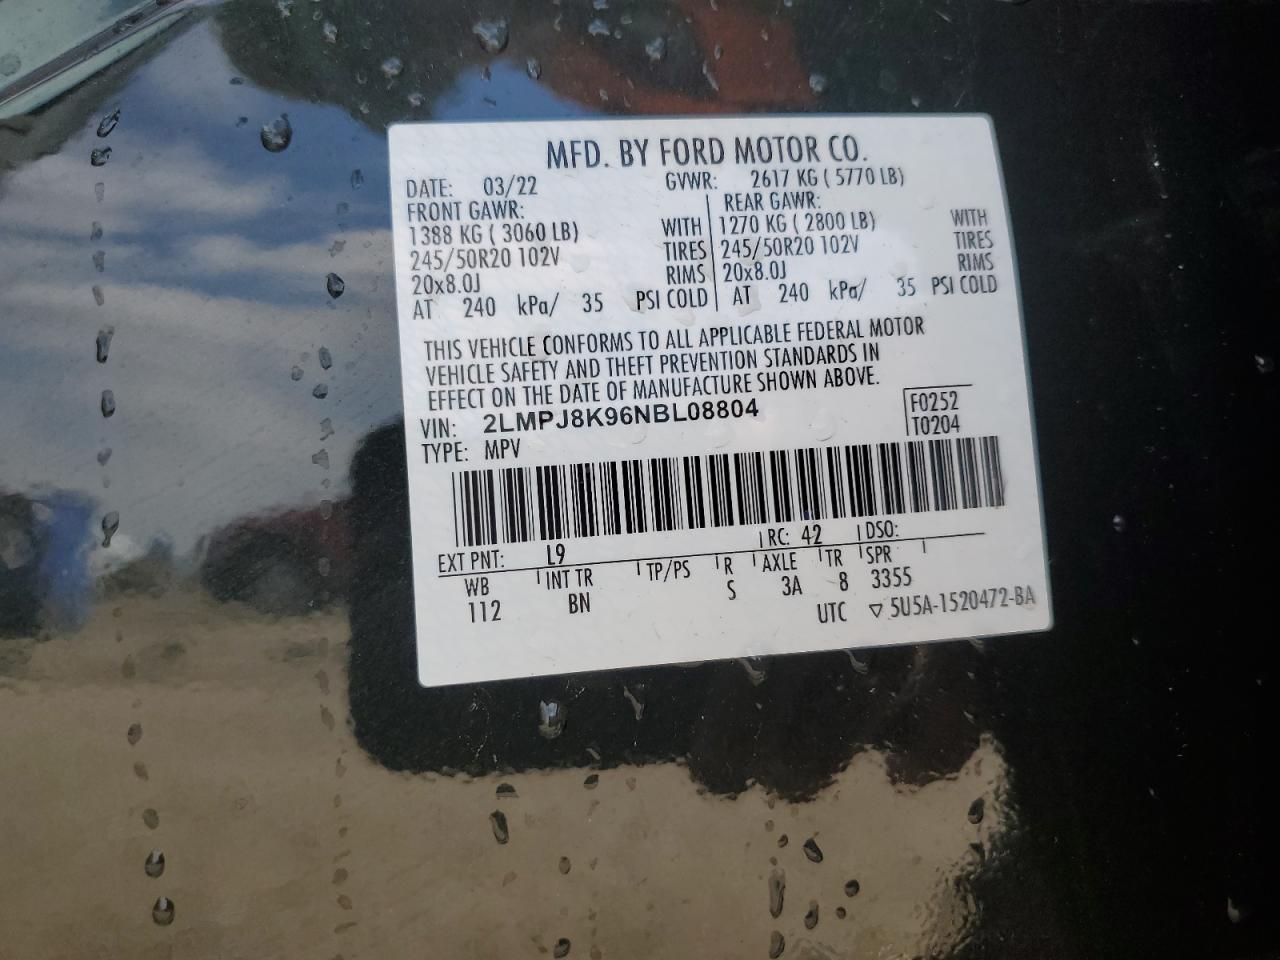 MFD. BY FORD MOTOR CO.
DATE: 03/22 GVWR: 2617 KG ( 5770 LB)
FRONT GAWR: REAR GAWR:
1388 KG ( 3060 LB) WITH 1270 KG ( 2800 LB) WITH
245/50R20 102V TIRES 245/50R20 102V TIRES
20x8.0J RIMS 20x8.0J RIMS
AT 240 kPa/ 35 PSI COLD AT 240 kPa/ 35 PSI COLD
THIS VEHICLE CONFORMS TO ALL APPLICABLE FEDERAL MOTOR
VEHICLE SAFETY AND THEFT PREVENTION STANDARDS IN
EFFECT ON THE DATE OF MANUFACTURE SHOWN ABOVE.
VIN: 2LMPJ8K96NBL08804 F0252
TYPE: MPV T0204
EXT PNT: L9 RC: 42 DSO:
WB INT TR TP/PS R AXLE TR SPR
112 BN S 3A 8 3355
UTC ▽ 5U5A-1520472-BA